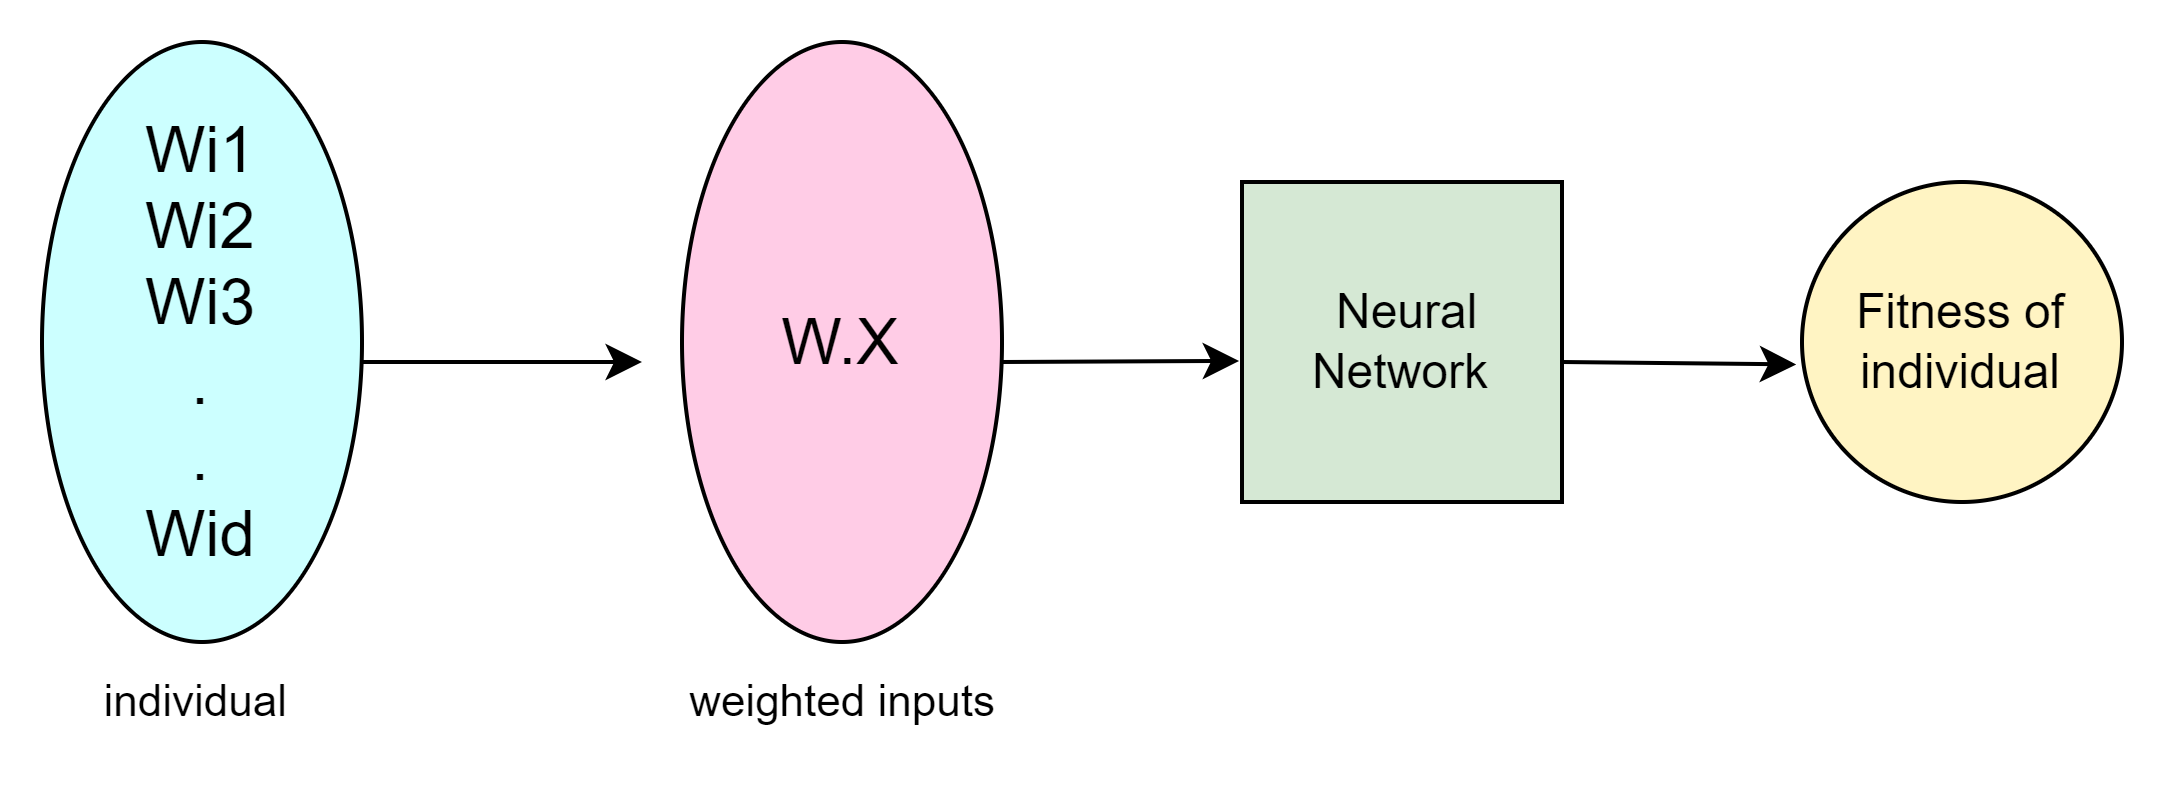 Wi1
Wi2
Wi3
.
.
Wid
individual
W.X
weighted inputs
Neural
Network
Fitness of
individual